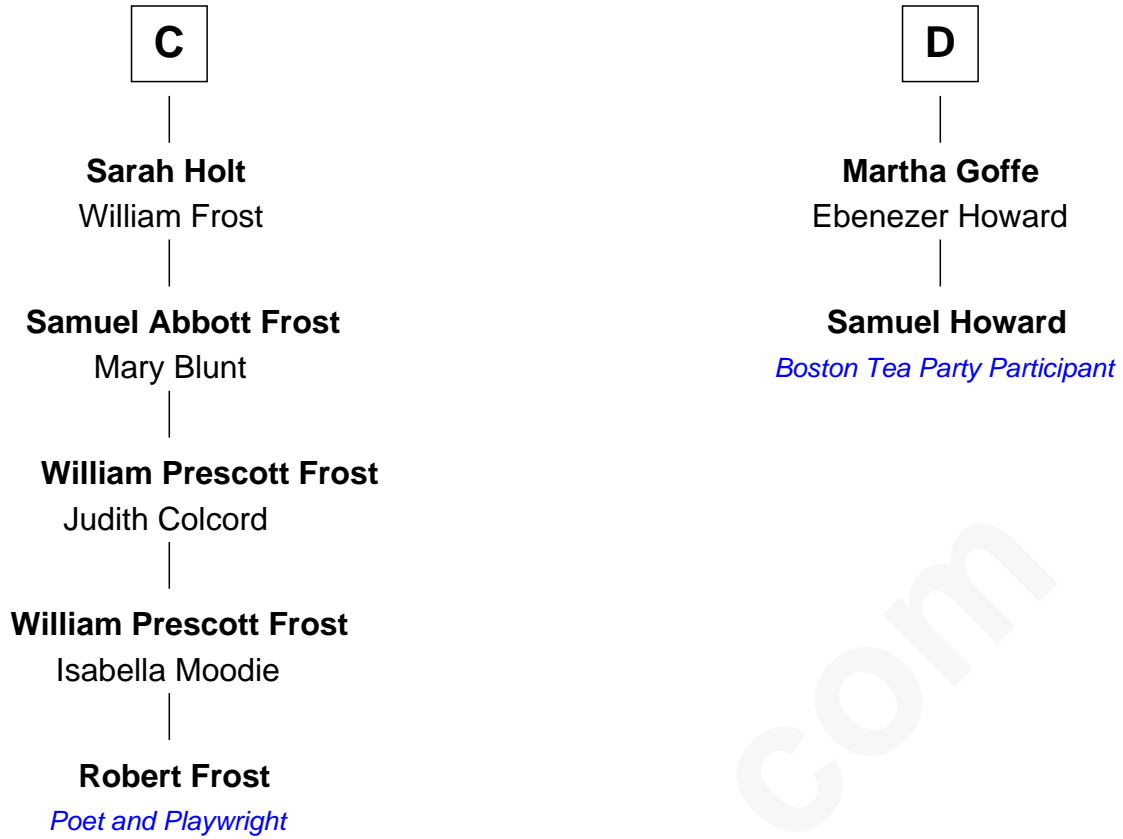 C
Sarah Holt
William Frost
Samuel Abbott Frost
Mary Blunt
William Prescott Frost
Judith Colcord
William Prescott Frost
Isabella Moodie
Robert Frost
Poet and Playwright
D
Martha Goffe
Ebenezer Howard
Samuel Howard
Boston Tea Party Participant
com